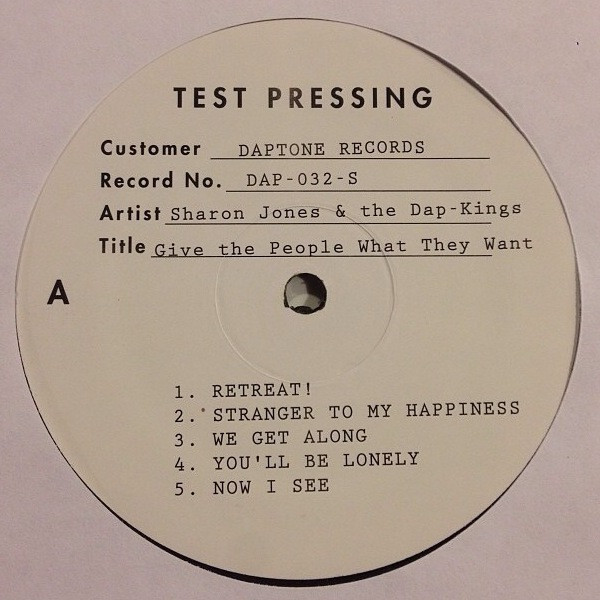 TEST PRESSING
Customer DAPTONE RECORDS
Record No. DAP-032-S
Artist Sharon Jones & the Dap-Kings
Title Give the People What They Want
A
1. RETREAT!
2. STRANGER TO MY HAPPINESS
3. WE GET ALONG
4. YOU'LL BE LONELY
5. NOW I SEE